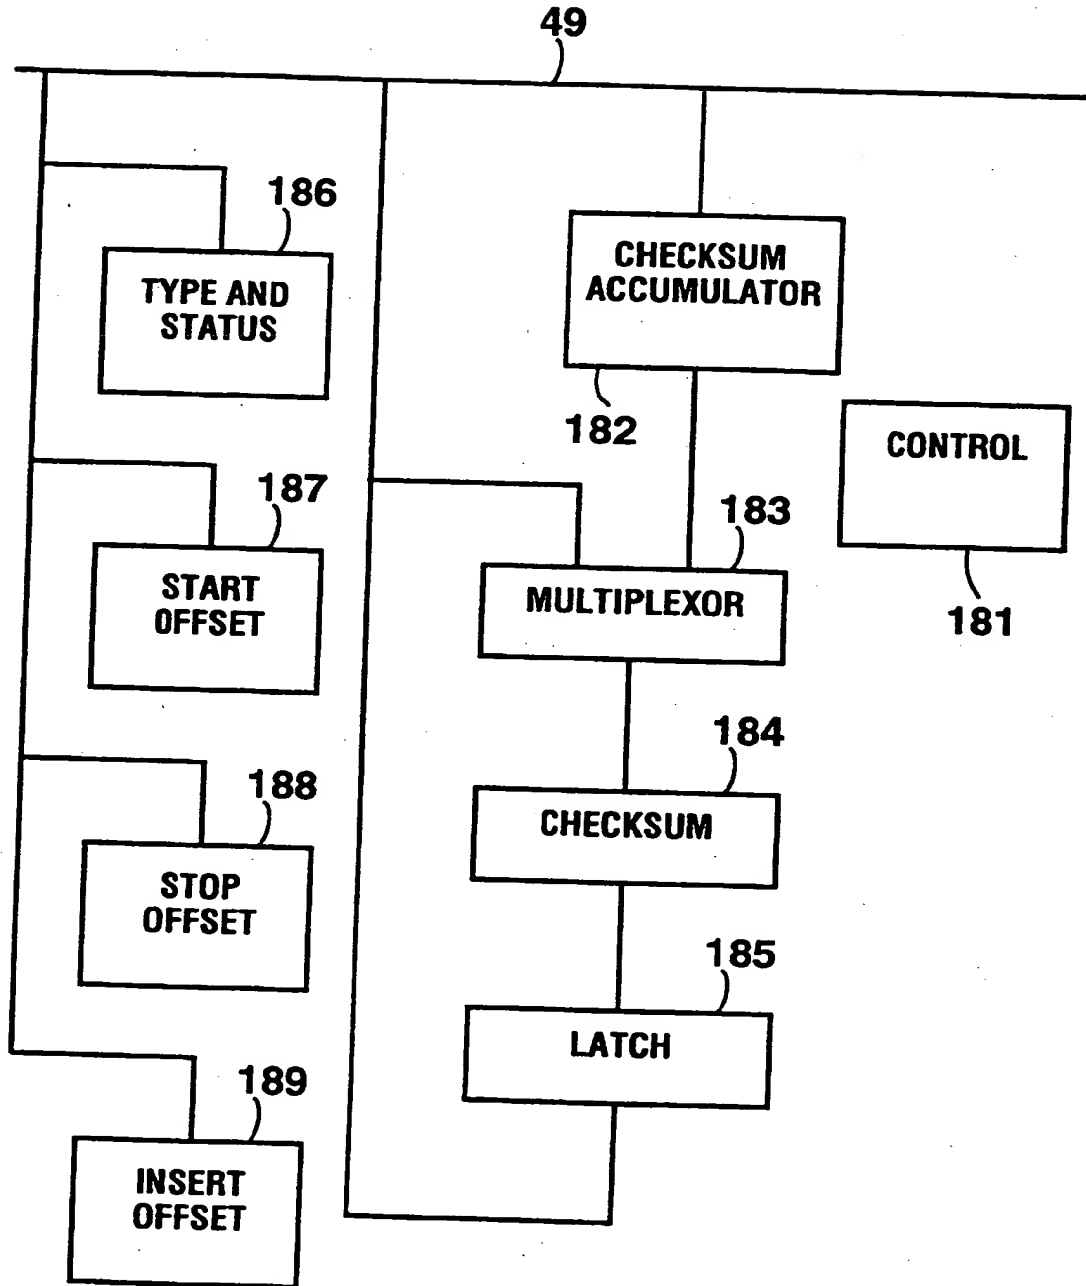 49
186
TYPE AND
STATUS
CHECKSUM
ACCUMULATOR
182
CONTROL
181
187
START
OFFSET
183
MULTIPLEXOR
184
CHECKSUM
188
STOP
OFFSET
185
LATCH
189
INSERT
OFFSET